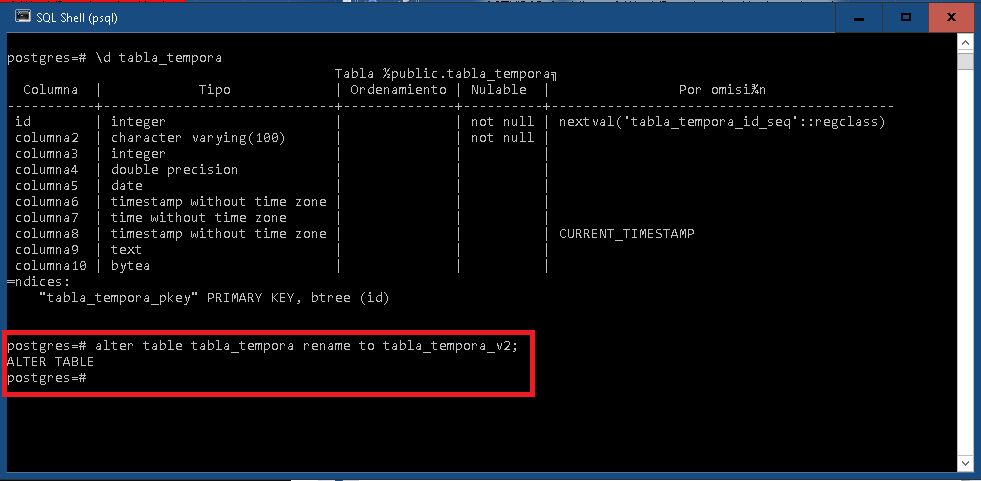 SQL Shell (psql)
postgres=# \d tabla_tempora
Tabla %public.tabla_tempora╗
Columna | Tipo | Ordenamiento | Nulable | Por omisi%n
-----------+-----------------------------+--------------+----------+-------------------------------------------
id | integer | | not null | nextval('tabla_tempora_id_seq'::regclass)
columna2 | character varying(100) | | not null |
columna3 | integer | | |
columna4 | double precision | | |
columna5 | date | | |
columna6 | timestamp without time zone | | |
columna7 | time without time zone | | |
columna8 | timestamp without time zone | | | CURRENT_TIMESTAMP
columna9 | text | | |
columna10 | bytea | | |
═ndices:
"tabla_tempora_pkey" PRIMARY KEY, btree (id)
postgres=# alter table tabla_tempora rename to tabla_tempora_v2;
ALTER TABLE
postgres=#